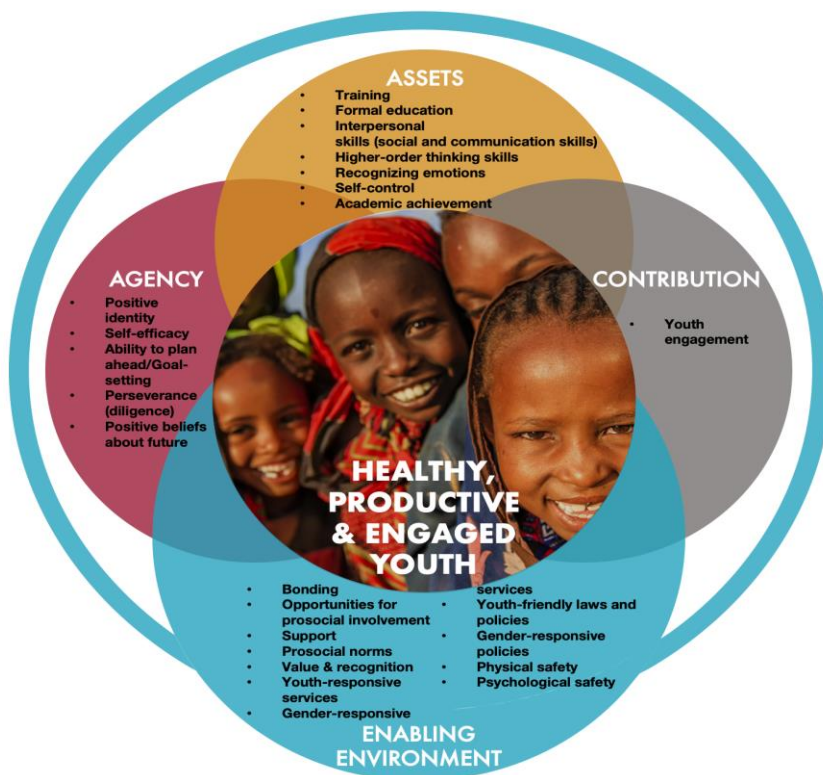 ASSETS
• Training
• Formal education
• Interpersonal
skills (social and communication skills)
• Higher-order thinking skills
• Recognizing emotions
• Self-control
• Academic achievement
AGENCY
• Positive
identity
• Self-efficacy
• Ability to plan
ahead/Goal-
setting
• Perseverance
(diligence)
• Positive beliefs
about future
CONTRIBUTION
• Youth
engagement
HEALTHY,
PRODUCTIVE
& ENGAGED
YOUTH
• Bonding
• Opportunities for
prosocial involvement
• Support
• Prosocial norms
• Value & recognition
• Youth-responsive
services
• Gender-responsive
services
• Youth-friendly laws and
policies
• Gender-responsive
policies
• Physical safety
• Psychological safety
ENABLING
ENVIRONMENT